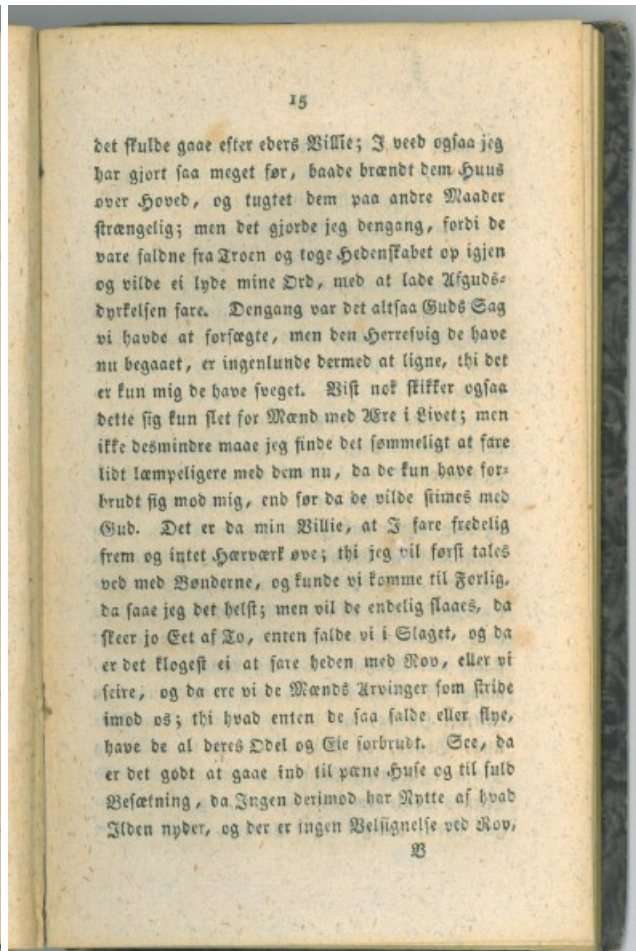 15
det skulde gaae efter eders Villie; I veed ogsaa jeg
har gjort saa meget før, baade brændt dem Huus
over Hoved, og tugtet dem paa andre Maader
strængelig; men det gjorde jeg dengang, fordi de
vare faldne fra Troen og toge Hedenskabet op igjen
og vilde ei lyde mine Ord, med at lade Afguds-
dyrkelsen fare. Dengang var det altsaa Guds Sag
vi havde at forfægte, men den Herresvig de have
nu begaaet, er ingenlunde dermed at ligne, thi det
er kun mig de have sveget. Vist nok skikker ogsaa
dette sig kun slet for Mænd med Ære i Livet; men
ikke desmindre maae jeg finde det sømmeligt at fare
lidt læmpeligere med dem nu, da de kun have for-
brudt sig mod mig, end før da de vilde stimes med
Gud. Det er da min Villie, at I fare fredelig
frem og intet Hærværk øve; thi jeg vil først tales
ved med Bønderne, og kunde vi komme til Forlig,
da saae jeg det helst; men vil de endelig slaaes, da
skeer jo Eet af To, enten falde vi i Slaget, og da
er det klogest ei at fare heden med Rov, eller vi
seire, og da ere vi de Mænds Arvinger som stride
imod os; thi hvad enten de saa falde eller flye,
have de al deres Odel og Eie forbrudt. See, da
er det godt at gaae ind til pæne Huse og til fuld
Besætning, da Ingen derimod har Nytte af hvad
Ilden nyder, og der er ingen Velsignelse ved Rov,
B